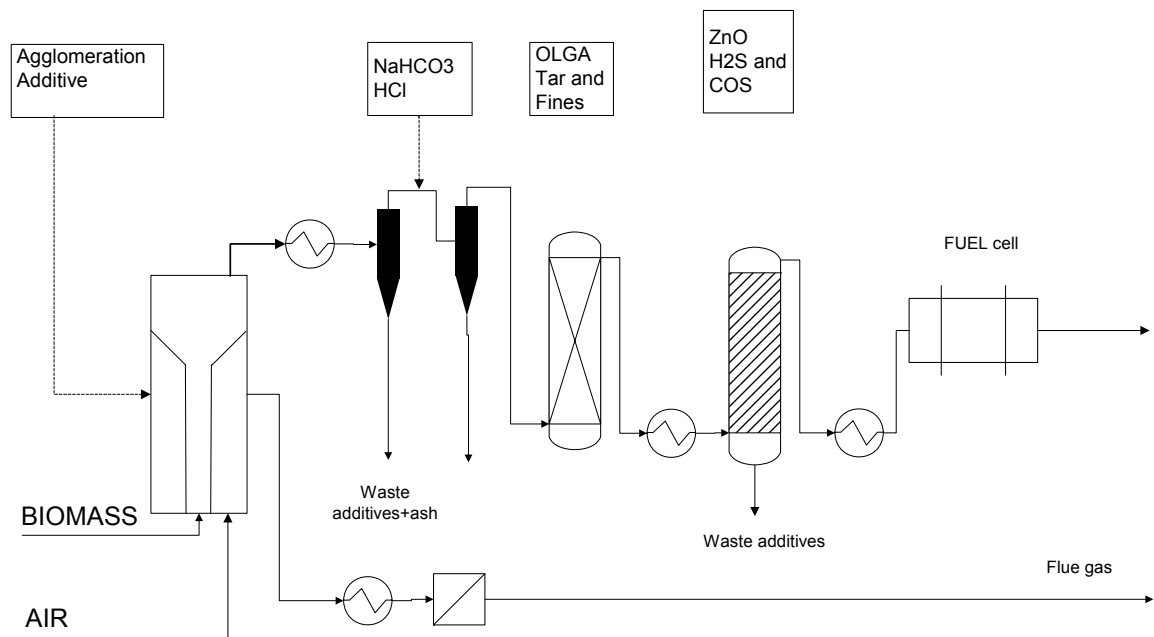 Agglomeration
Additive
NaHCO3
HCl
OLGA
Tar and
Fines
ZnO
H2S and
COS
FUEL cell
Waste
additives+ash
BIOMASS
Waste additives
Flue gas
AIR